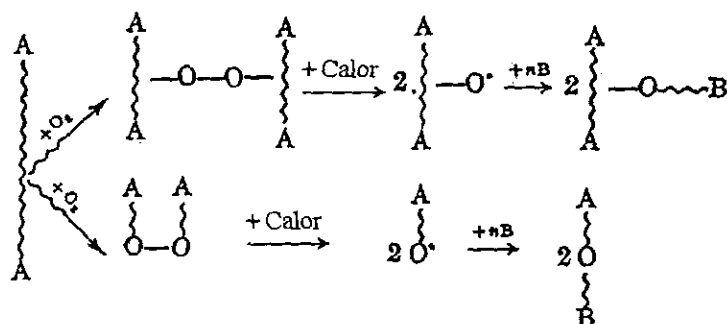 A A A A A
A —O—O— + Calor 2. —O• +nB 2 —O B
+O₂ A A A A
+O₂ A A A A
O—O + Calor 2 O• +nB 2 O
A B